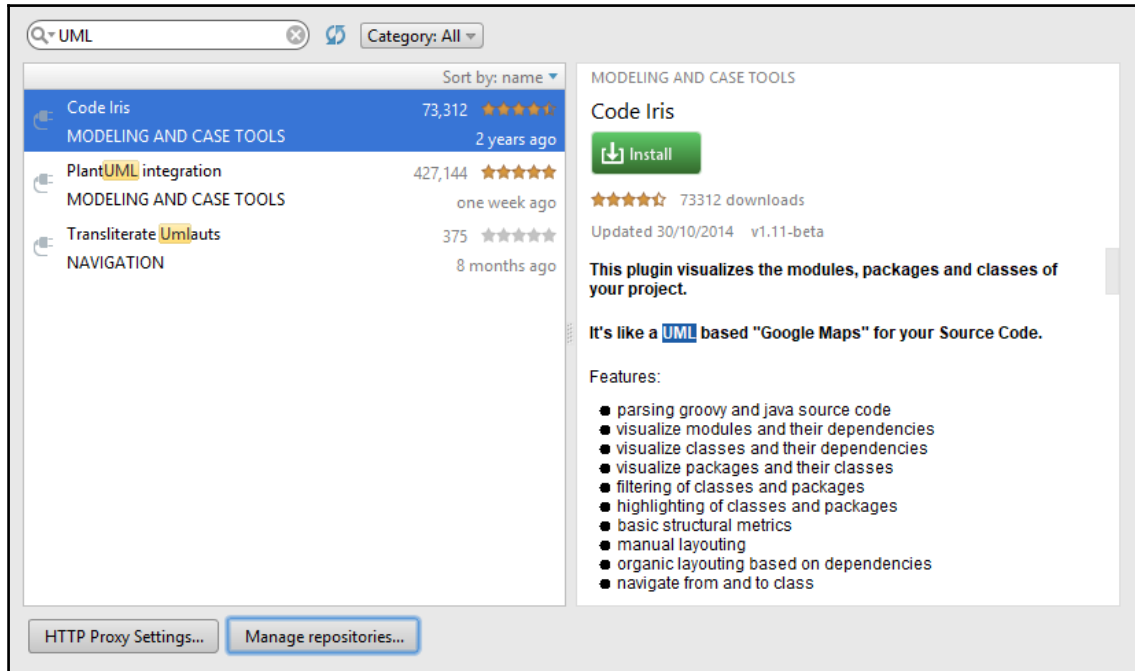 UML
Category: All
Sort by: name
Code Iris 73,312
MODELING AND CASE TOOLS 2 years ago
PlantUML integration 427,144
MODELING AND CASE TOOLS one week ago
Transliterate Umlauts 375
NAVIGATION 8 months ago
MODELING AND CASE TOOLS
Code Iris
Install
73312 downloads
Updated 30/10/2014 v1.11-beta
This plugin visualizes the modules, packages and classes of
your project.
It's like a UML based "Google Maps" for your Source Code.
Features:
parsing groovy and java source code
visualize modules and their dependencies
visualize classes and their dependencies
visualize packages and their classes
filtering of classes and packages
highlighting of classes and packages
basic structural metrics
manual layouting
organic layouting based on dependencies
navigate from and to class
HTTP Proxy Settings...
Manage repositories...